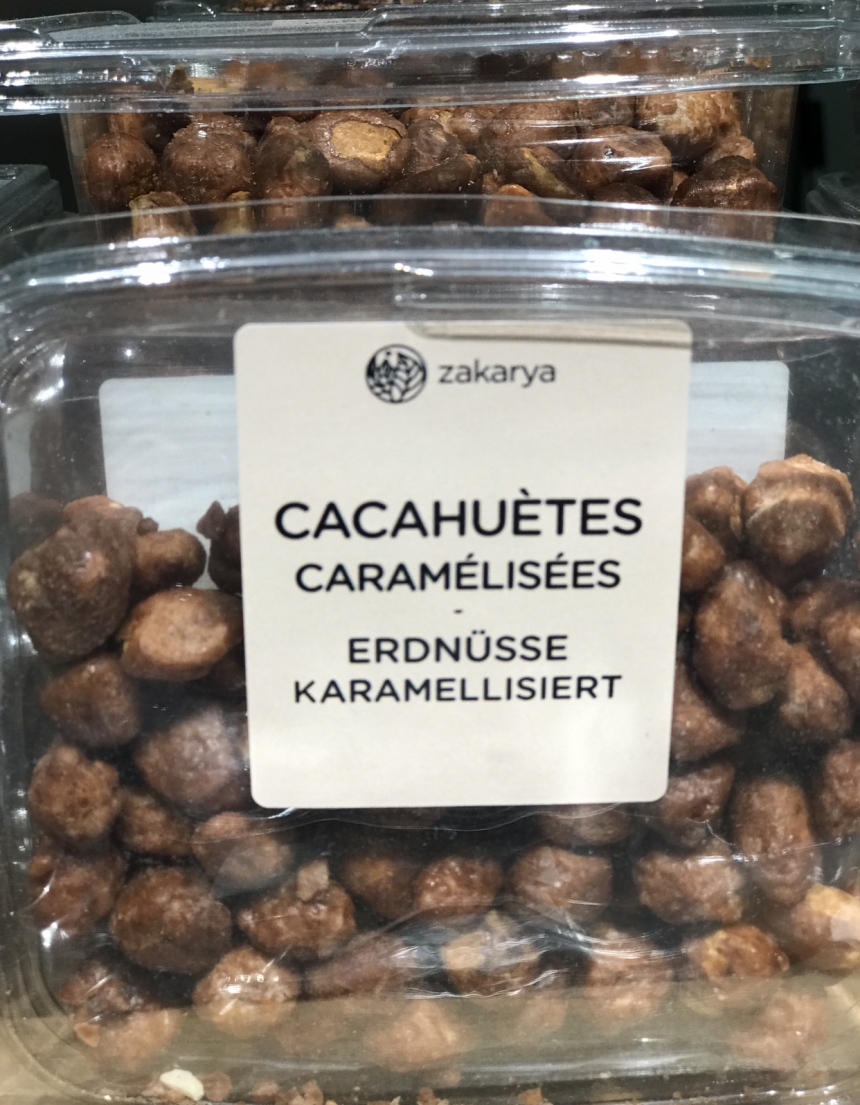 zakarya
CACAHUÈTES
CARAMÉLISÉES
-
ERDNÜSSE
KARAMELLISIERT